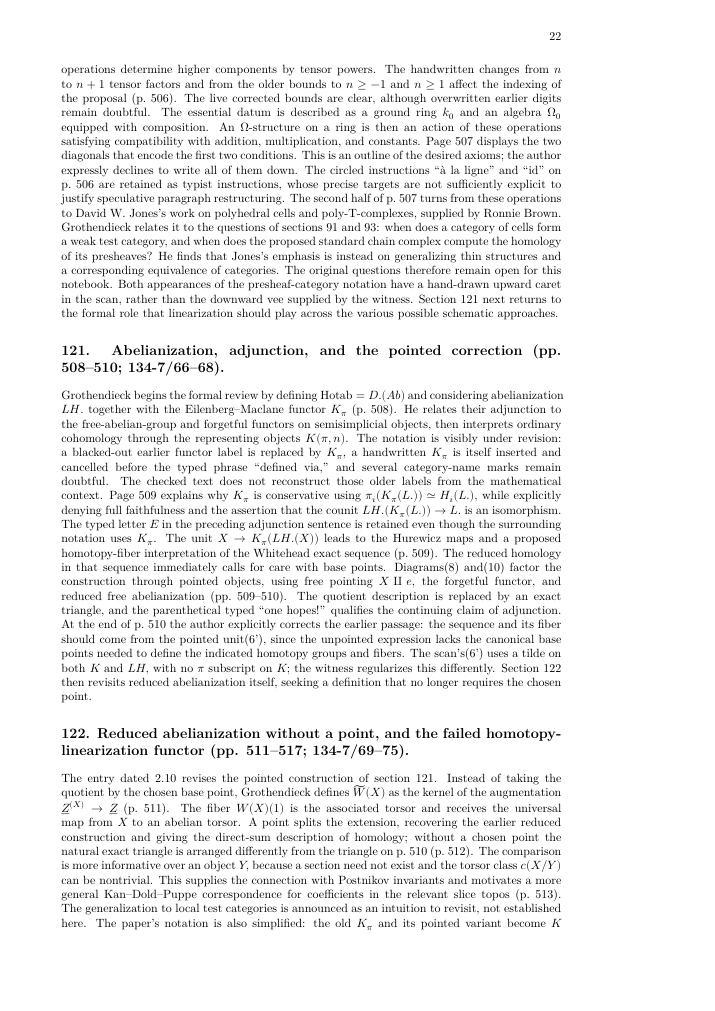 22
operations determine higher components by tensor powers. The handwritten changes from n
to n + 1 tensor factors and from the older bounds to n ≥ −1 and n ≥ 1 affect the indexing of
the proposal (p. 506). The live corrected bounds are clear, although overwritten earlier digits
remain doubtful. The essential datum is described as a ground ring k₀ and an algebra Ω₀
equipped with composition. An Ω-structure on a ring is then an action of these operations
satisfying compatibility with addition, multiplication, and constants. Page 507 displays the two
diagonals that encode the first two conditions. This is an outline of the desired axioms; the author
expressly declines to write all of them down. The circled instructions “à la ligne” and “id” on
p. 506 are retained as typist instructions, whose precise targets are not sufficiently explicit to
justify speculative paragraph restructuring. The second half of p. 507 turns from these operations
to David W. Jones’s work on polyhedral cells and poly-T-complexes, supplied by Ronnie Brown.
Grothendieck relates it to the questions of sections 91 and 93: when does a category of cells form
a weak test category, and when does the proposed standard chain complex compute the homology
of its presheaves? He finds that Jones’s emphasis is instead on generalizing thin structures and
a corresponding equivalence of categories. The original questions therefore remain open for this
notebook. Both appearances of the presheaf-category notation have a hand-drawn upward caret
in the scan, rather than the downward vee supplied by the witness. Section 121 next returns to
the formal role that linearization should play across the various possible schematic approaches.
121. Abelianization, adjunction, and the pointed correction (pp.
508–510; 134-7/66–68).
Grothendieck begins the formal review by defining Hotab = D.(Ab) and considering abelianization
LH. together with the Eilenberg–Maclane functor K_π (p. 508). He relates their adjunction to
the free-abelian-group and forgetful functors on semisimplicial objects, then interprets ordinary
cohomology through the representing objects K(π, n). The notation is visibly under revision:
a blacked-out earlier functor label is replaced by K_π, a handwritten K_π is itself inserted and
cancelled before the typed phrase “defined via,” and several category-name marks remain
doubtful. The checked text does not reconstruct those older labels from the mathematical
context. Page 509 explains why K_π is conservative using π_i(K_π(L.)) ≃ H_i(L.), while explicitly
denying full faithfulness and the assertion that the counit LH.(K_π(L.)) → L. is an isomorphism.
The typed letter E in the preceding adjunction sentence is retained even though the surrounding
notation uses K_π. The unit X → K_π(LH.(X)) leads to the Hurewicz maps and a proposed
homotopy-fiber interpretation of the Whitehead exact sequence (p. 509). The reduced homology
in that sequence immediately calls for care with base points. Diagrams(8) and(10) factor the
construction through pointed objects, using free pointing X ⨿ e, the forgetful functor, and
reduced free abelianization (pp. 509–510). The quotient description is replaced by an exact
triangle, and the parenthetical typed “one hopes!” qualifies the continuing claim of adjunction.
At the end of p. 510 the author explicitly corrects the earlier passage: the sequence and its fiber
should come from the pointed unit(6’), since the unpointed expression lacks the canonical base
points needed to define the indicated homotopy groups and fibers. The scan’s(6’) uses a tilde on
both K and LH, with no π subscript on K; the witness regularizes this differently. Section 122
then revisits reduced abelianization itself, seeking a definition that no longer requires the chosen
point.
122. Reduced abelianization without a point, and the failed homotopy-
linearization functor (pp. 511–517; 134-7/69–75).
The entry dated 2.10 revises the pointed construction of section 121. Instead of taking the
quotient by the chosen base point, Grothendieck defines W̃(X) as the kernel of the augmentation
Z̲^(X) → Z̲ (p. 511). The fiber W(X)(1) is the associated torsor and receives the universal
map from X to an abelian torsor. A point splits the extension, recovering the earlier reduced
construction and giving the direct-sum description of homology; without a chosen point the
natural exact triangle is arranged differently from the triangle on p. 510 (p. 512). The comparison
is more informative over an object Y, because a section need not exist and the torsor class c(X/Y)
can be nontrivial. This supplies the connection with Postnikov invariants and motivates a more
general Kan–Dold–Puppe correspondence for coefficients in the relevant slice topos (p. 513).
The generalization to local test categories is announced as an intuition to revisit, not established
here. The paper’s notation is also simplified: the old K_π and its pointed variant become K